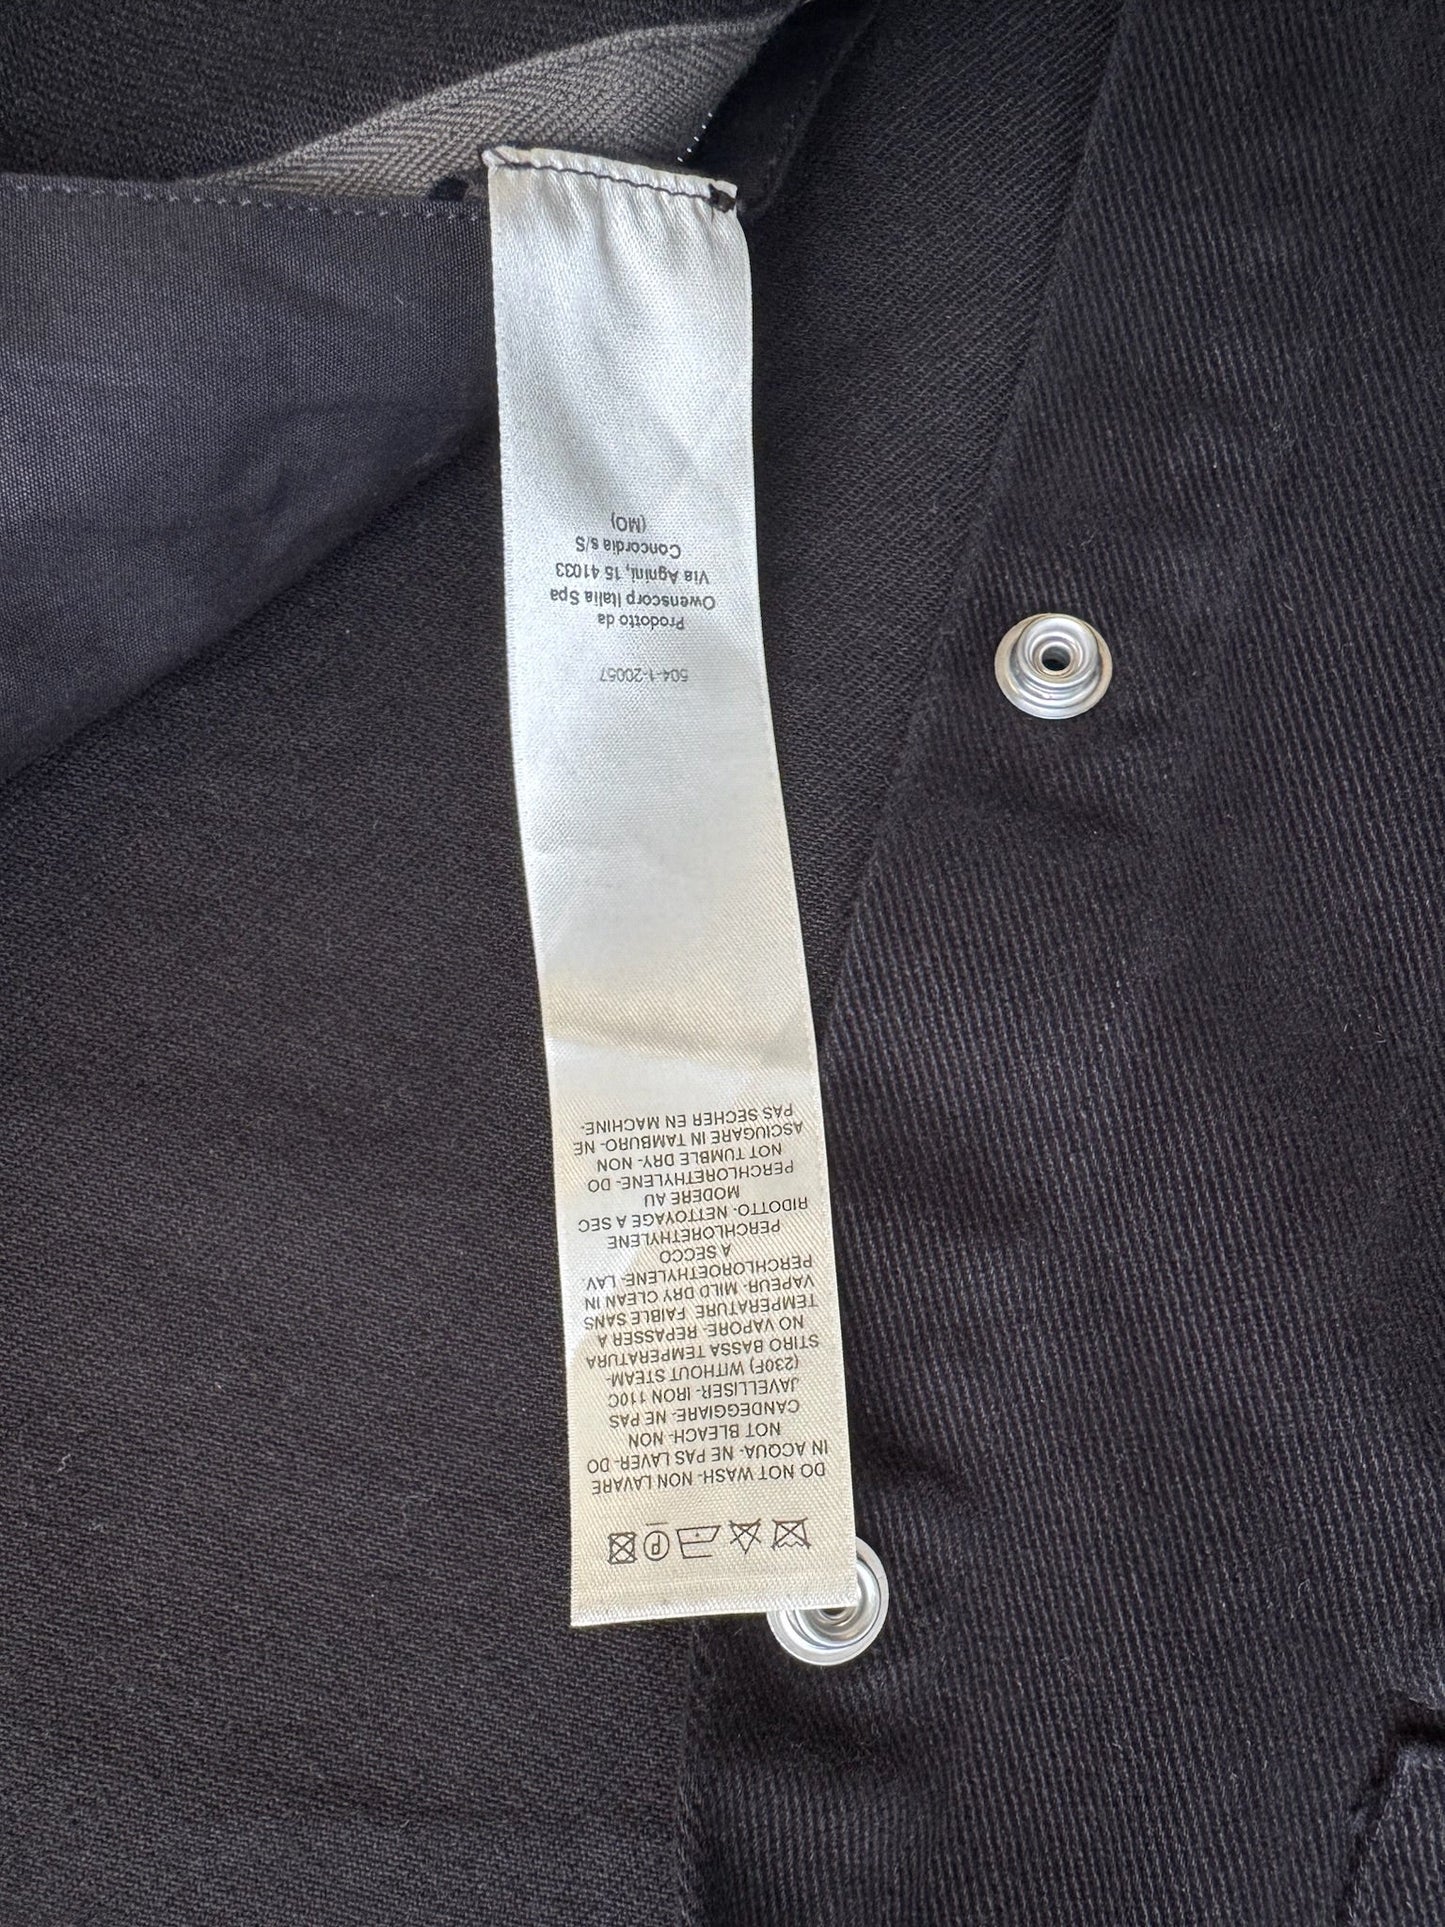 DO NOT WASH- NON LAVARE
IN ACQUA- NE PAS LAVER- DO
NOT BLEACH- NON
CANDEGGIARE- NE PAS
JAVELLISER- IRON 110C
(230F) WITHOUT STEAM-
STIRO BASSA TEMPERATURA
NO VAPORE- REPASSER A
TEMPERATURE FAIBLE SANS
VAPEUR- MILD DRY CLEAN IN
PERCHLOROETHYLENE- LAV.
A SECCO
PERCHLORETHYLENE
RIDOTTO- NETTOYAGE A SEC
MODERE AU
PERCHLORETHYLENE- DO
NOT TUMBLE DRY- NON
ASCIUGARE IN TAMBURO- NE
PAS SECHER EN MACHINE-
504-1-20057
Prodotto da
Owenscorp Italia Spa
Via Agnini, 15 41033
Concordia s/S
(MO)